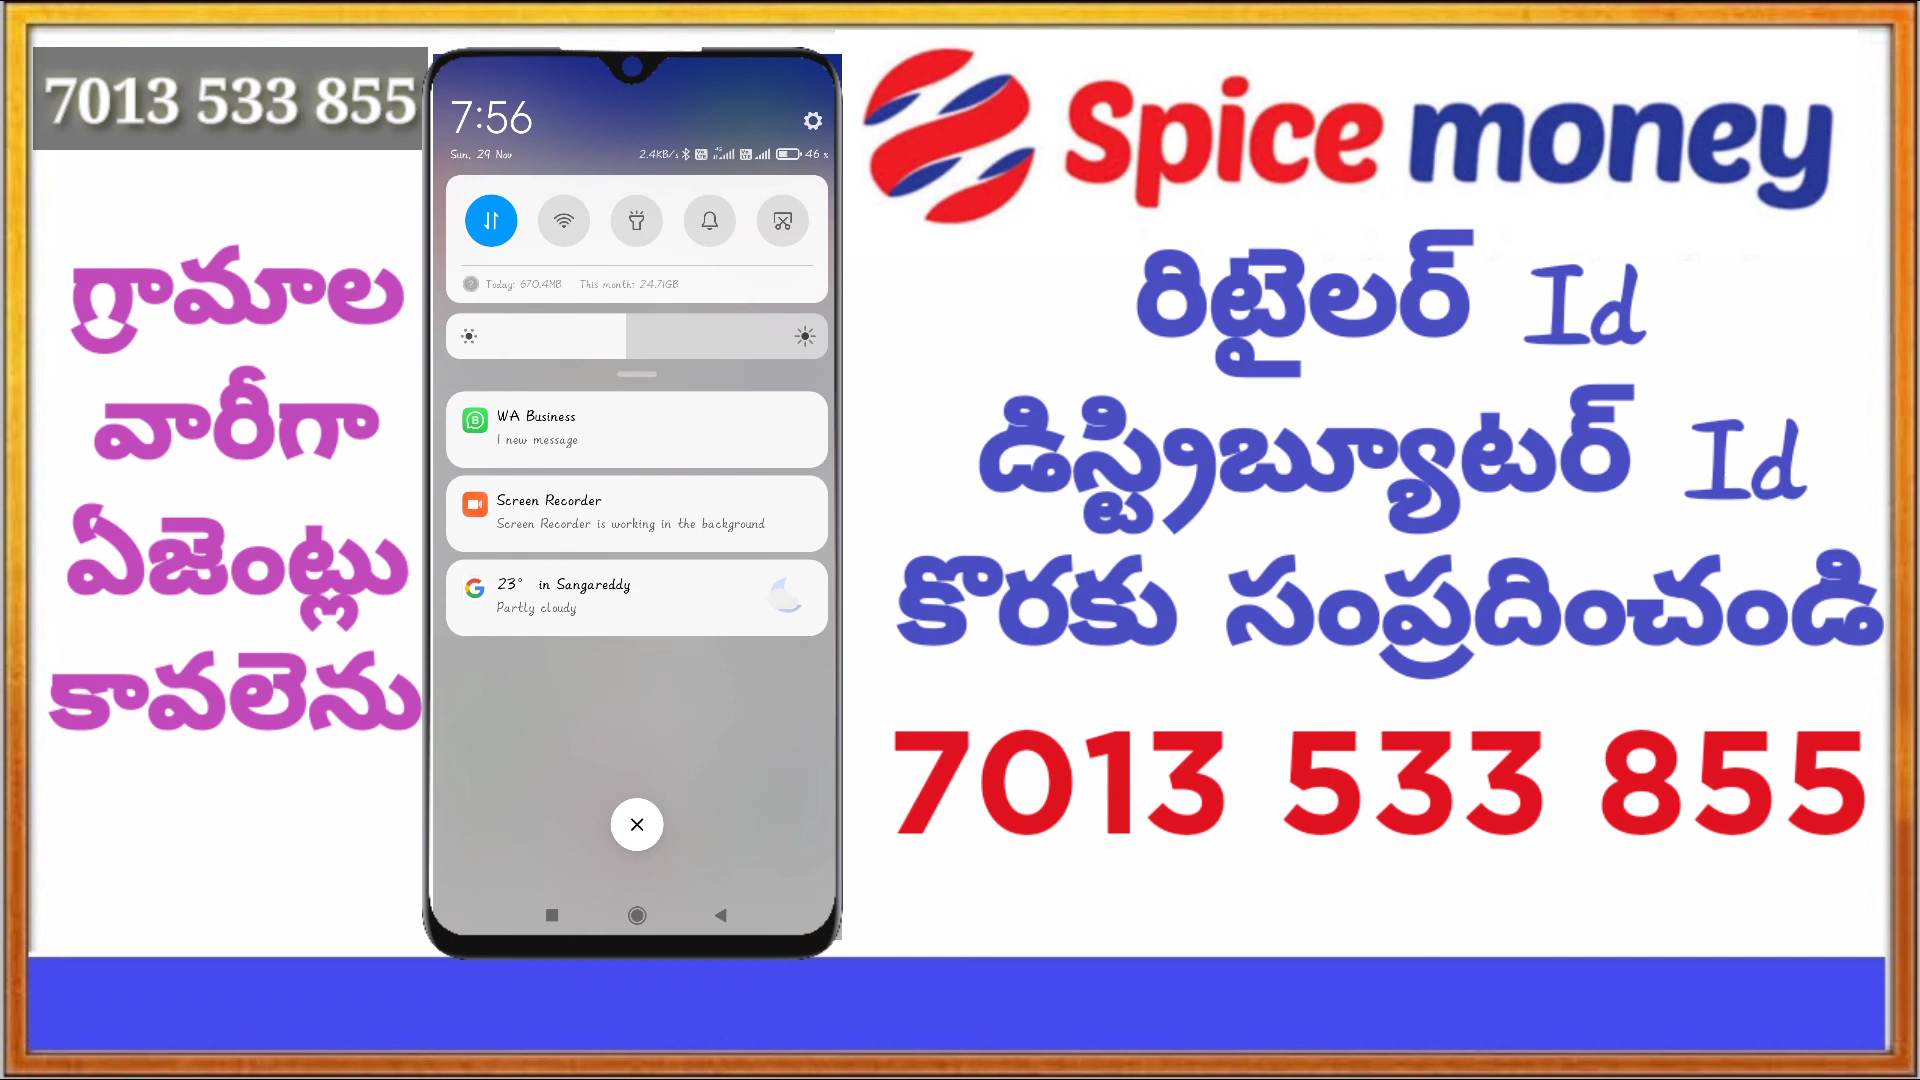 7013 533 855
గ్రామాల
వారీగా
ఏజెంట్లు
కావలెను
7:56
Sun, 29 Nov
2.4KB/s
4G
46 %
Today: 670.4MB This month: 24.71GB
WA Business
1 new message
Screen Recorder
Screen Recorder is working in the background
23° in Sangareddy
Partly cloudy
Spice money
రిటైలర్ Id
డిస్ట్రిబ్యూటర్ Id
కొరకు సంప్రదించండి
7013 533 855